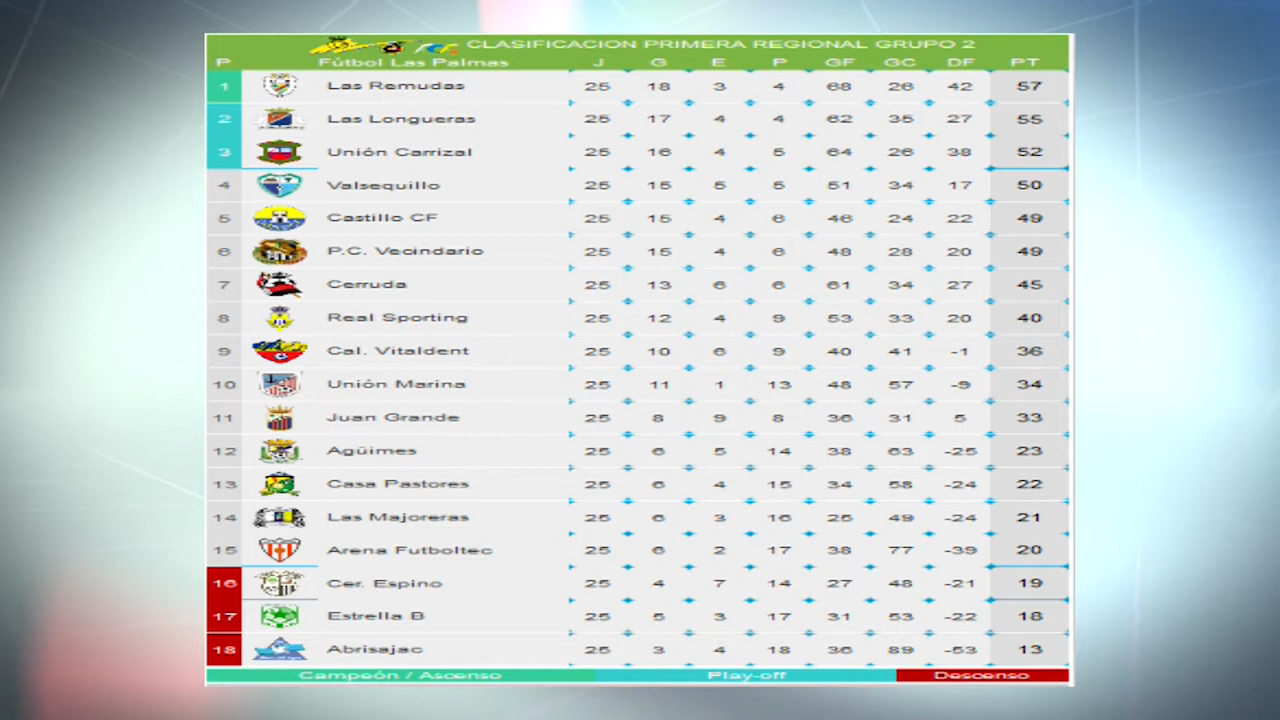 CLASIFICACION PRIMERA REGIONAL GRUPO 2
P Fútbol Las Palmas J G E P GF GC DF PT
1 Las Remudas 25 18 3 4 68 26 42 57
2 Las Longueras 25 17 4 4 62 35 27 55
3 Unión Carrizal 25 16 4 5 64 26 38 52
4 Valsequillo 25 15 5 5 51 34 17 50
5 Castillo CF 25 15 4 6 46 24 22 49
6 P.C. Vecindario 25 15 4 6 48 28 20 49
7 Cerruda 25 13 6 6 61 34 27 45
8 Real Sporting 25 12 4 9 53 33 20 40
9 Cal. Vitaldent 25 10 6 9 40 41 -1 36
10 Unión Marina 25 11 1 13 48 57 -9 34
11 Juan Grande 25 8 9 8 36 31 5 33
12 Agüimes 25 6 5 14 38 63 -25 23
13 Casa Pastores 25 6 4 15 34 58 -24 22
14 Las Majoreras 25 6 3 16 25 49 -24 21
15 Arena Futboltec 25 6 2 17 38 77 -39 20
16 Cer. Espino 25 4 7 14 27 48 -21 19
17 Estrella B 25 5 3 17 31 53 -22 18
18 Abrisajac 25 3 4 18 36 89 -53 13
Campeón / Ascenso Play-off Descenso